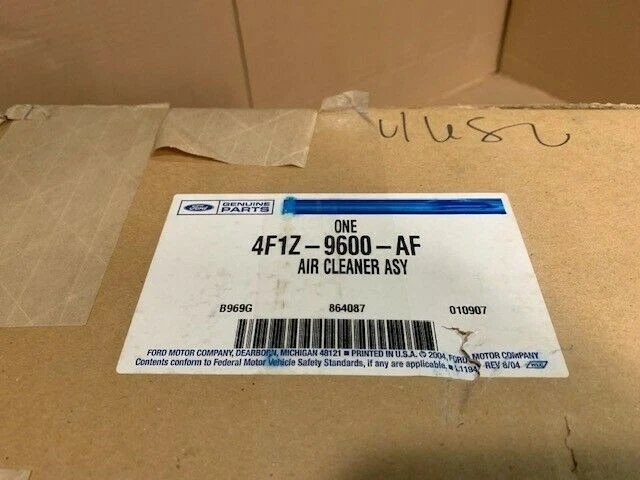 Ford GENUINE PARTS
ONE
4F1Z-9600-AF
AIR CLEANER ASY
B969G 864087 010907
FORD MOTOR COMPANY, DEARBORN, MICHIGAN 48121 ■ PRINTED IN U.S.A. © 2004, FORD MOTOR COMPANY
Contents conform to Federal Motor Vehicle Safety Standards, if any are applicable. ■ REV 8/04